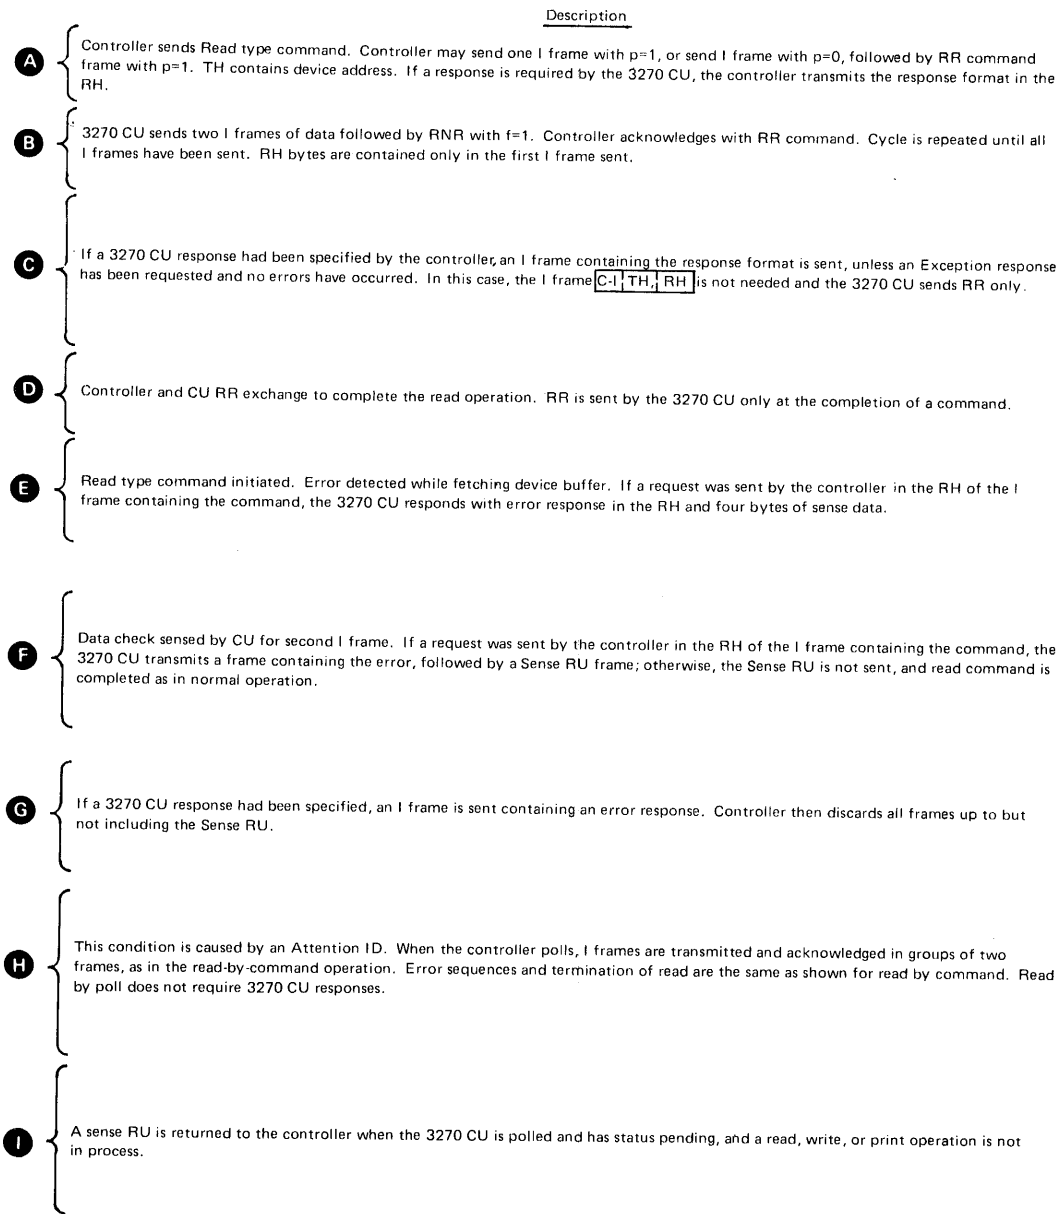 Description
A
Controller sends Read type command. Controller may send one I frame with p=1, or send I frame with p=0, followed by RR command
frame with p=1. TH contains device address. If a response is required by the 3270 CU, the controller transmits the response format in the
RH.
B
3270 CU sends two I frames of data followed by RNR with f=1. Controller acknowledges with RR command. Cycle is repeated until all
I frames have been sent. RH bytes are contained only in the first I frame sent.
C
If a 3270 CU response had been specified by the controller, an I frame containing the response format is sent, unless an Exception response
has been requested and no errors have occurred. In this case, the I frame C-I TH, RH is not needed and the 3270 CU sends RR only.
D
Controller and CU RR exchange to complete the read operation. RR is sent by the 3270 CU only at the completion of a command.
E
Read type command initiated. Error detected while fetching device buffer. If a request was sent by the controller in the RH of the I
frame containing the command, the 3270 CU responds with error response in the RH and four bytes of sense data.
F
Data check sensed by CU for second I frame. If a request was sent by the controller in the RH of the I frame containing the command, the
3270 CU transmits a frame containing the error, followed by a Sense RU frame; otherwise, the Sense RU is not sent, and read command is
completed as in normal operation.
G
If a 3270 CU response had been specified, an I frame is sent containing an error response. Controller then discards all frames up to but
not including the Sense RU.
H
This condition is caused by an Attention ID. When the controller polls, I frames are transmitted and acknowledged in groups of two
frames, as in the read-by-command operation. Error sequences and termination of read are the same as shown for read by command. Read
by poll does not require 3270 CU responses.
I
A sense RU is returned to the controller when the 3270 CU is polled and has status pending, and a read, write, or print operation is not
in process.